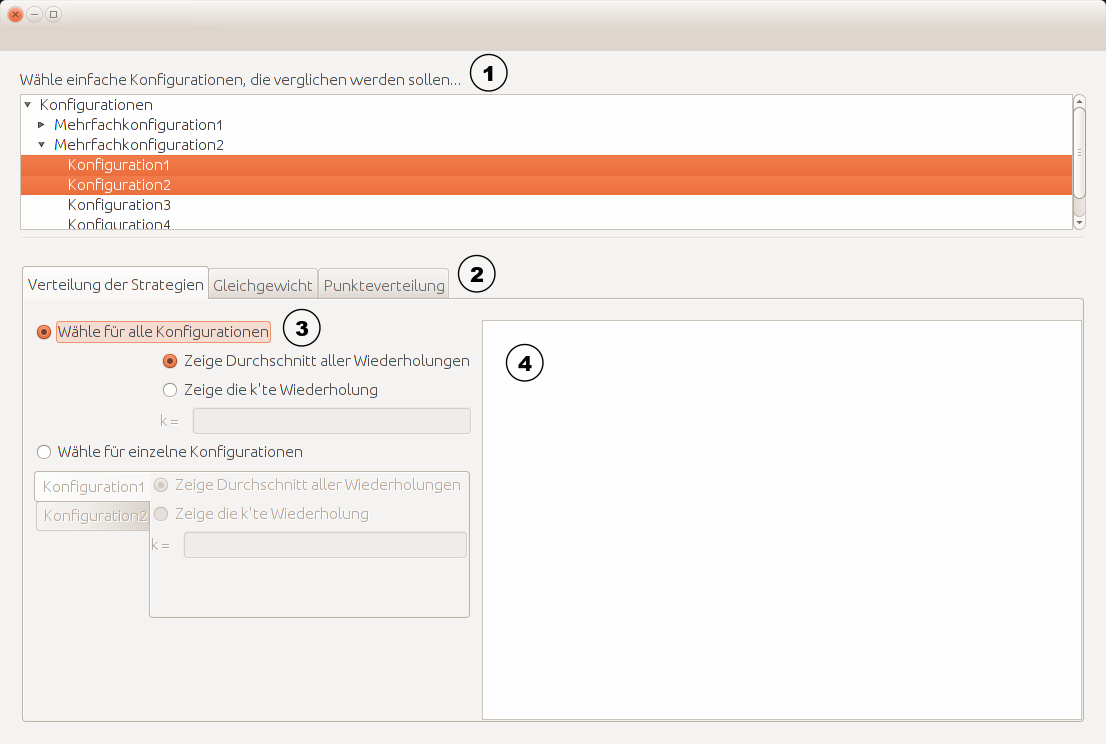 Wähle einfache Konfigurationen, die verglichen werden sollen... 1
Konfigurationen
Mehrfachkonfiguration1
Mehrfachkonfiguration2
Konfiguration1
Konfiguration2
Konfiguration3
Konfiguration4
Verteilung der Strategien Gleichgewicht Punkteverteilung 2
Wähle für alle Konfigurationen 3
Zeige Durchschnitt aller Wiederholungen
Zeige die k'te Wiederholung
k =
Wähle für einzelne Konfigurationen
Konfiguration1 Zeige Durchschnitt aller Wiederholungen
Konfiguration2 Zeige die k'te Wiederholung
k =
4